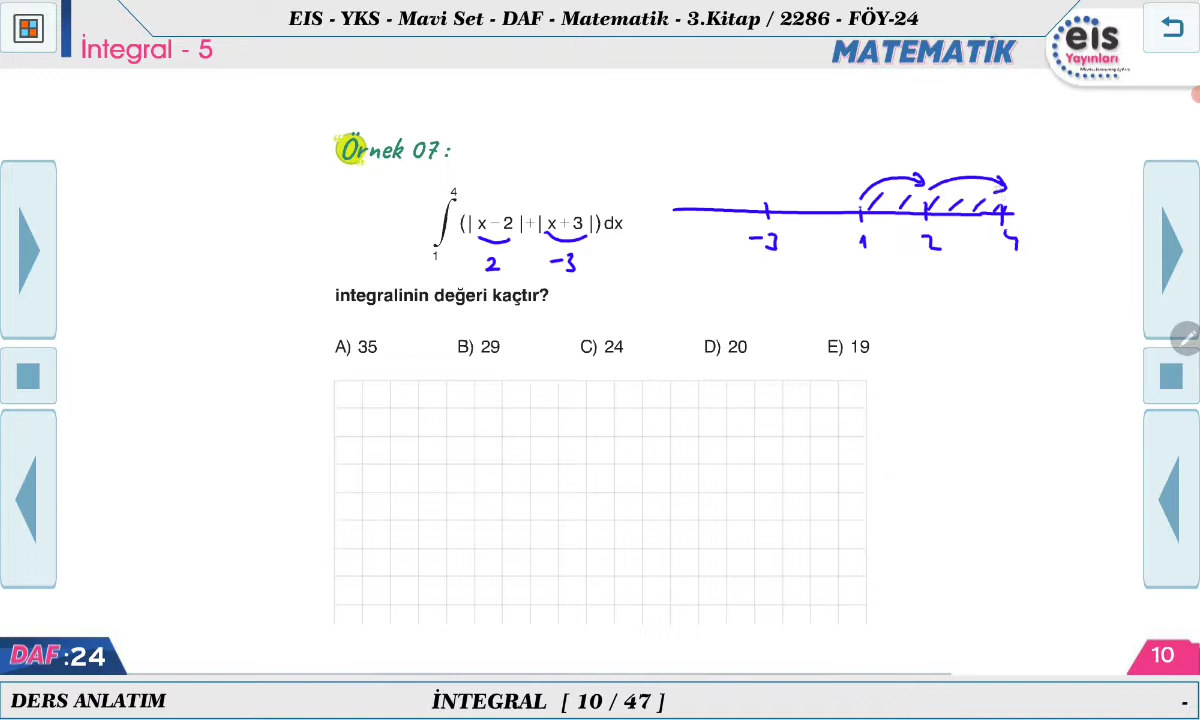 EIS - YKS - Mavi Set - DAF - Matematik - 3.Kitap / 2286 - FÖY-24
İntegral - 5
MATEMATİK
eis
Yayınları
Örnek 07 :
4
∫ (| x − 2 | + | x + 3 |) dx
1
2 −3
−3 1 2 4
integralinin değeri kaçtır?
A) 35 B) 29 C) 24 D) 20 E) 19
DAF :24
10
DERS ANLATIM
İNTEGRAL [ 10 / 47 ]
-